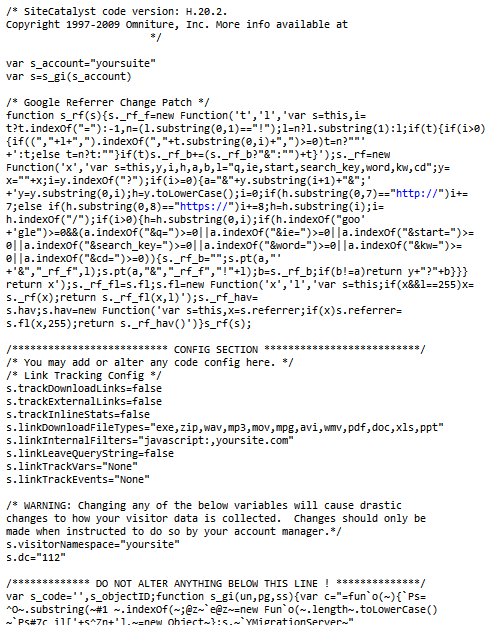 /* SiteCatalyst code version: H.20.2.
Copyright 1997-2009 Omniture, Inc. More info available at
*/
var s_account="yoursuite"
var s=s_gi(s_account)
/* Google Referrer Change Patch */
function s_rf(s){s._rf_f=new Function('t','l','var s=this,i=
t?t.indexOf("="):-1,n=(l.substring(0,1)=="!");l=n?l.substring(1):l;if(t){if(i>0)
{if((","+l+",").indexOf(","+t.substring(0,i)+",")>=0)t=n?""'
+':t;else t=n?t:""}if(t)s._rf_b+=(s._rf_b?"&":"")+t}');s._rf=new
Function('x','var s=this,y,i,h,a,b,l="q,ie,start,search_key,word,kw,cd";y=
x=""+x;i=y.indexOf("?");if(i>=0){a="&"+y.substring(i+1)+"&";'
+'y=y.substring(0,i);h=y.toLowerCase();i=0;if(h.substring(0,7)=="http://")i+=
7;else if(h.substring(0,8)=="https://")i+=8;h=h.substring(i);i=
h.indexOf("/");if(i>0){h=h.substring(0,i);if(h.indexOf("goo'
+'gle")>=0&&(a.indexOf("&q=")>=0||a.indexOf("&ie=")>=0||a.indexOf("&start=")>=
0||a.indexOf("&search_key=")>=0||a.indexOf("&word=")>=0||a.indexOf("&kw=")>=
0||a.indexOf("&cd=")>=0)){s._rf_b="";s.pt(a,"'
+'&","_rf_f",l);s.pt(a,"&","_rf_f","!"+l);b=s._rf_b;if(b!=a)return y+"?"+b}}}
return x');s._rf_fl=s.fl;s.fl=new Function('x','l','var s=this;if(x&&l==255)x=
s._rf(x);return s._rf_fl(x,l)');s._rf_hav=
s.hav;s.hav=new Function('var s=this,x=s.referrer;if(x)s.referrer=
s.fl(x,255);return s._rf_hav()')}s_rf(s);
/************************** CONFIG SECTION **************************/
/* You may add or alter any code config here. */
/* Link Tracking Config */
s.trackDownloadLinks=false
s.trackExternalLinks=false
s.trackInlineStats=false
s.linkDownloadFileTypes="exe,zip,wav,mp3,mov,mpg,avi,wmv,pdf,doc,xls,ppt"
s.linkInternalFilters="javascript:,yoursite.com"
s.linkLeaveQueryString=false
s.linkTrackVars="None"
s.linkTrackEvents="None"
/* WARNING: Changing any of the below variables will cause drastic
changes to how your visitor data is collected.  Changes should only be
made when instructed to do so by your account manager.*/
s.visitorNamespace="yoursite"
s.dc="112"
/************* DO NOT ALTER ANYTHING BELOW THIS LINE ! **************/
var s_code='',s_objectID;function s_gi(un,pg,ss){var c="=fun`o(~){`Ps=
^O~.substring(~#1 ~.indexOf(~;@z~`e@z~=new Fun`o(~.length~.toLowerCase()
~`Ps#7c_il['+s^Zn+'],~=new Object~};s.~`YMigrationServer~"